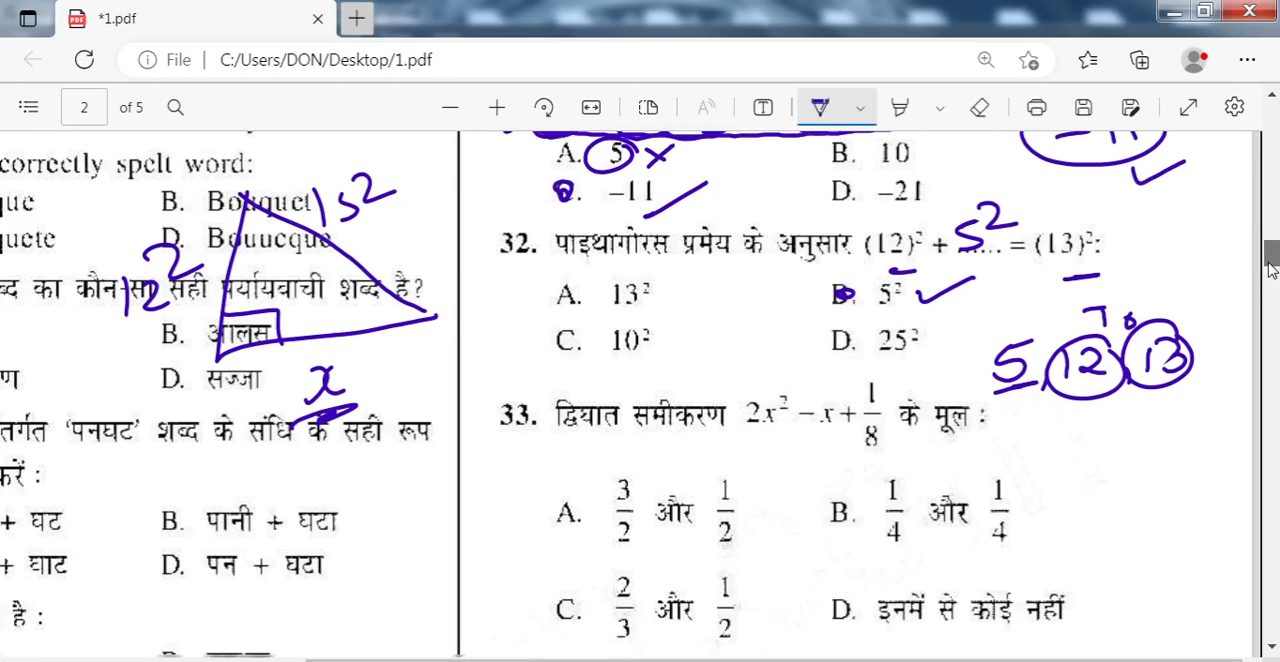 *1.pdf
File | C:/Users/DON/Desktop/1.pdf
2 of 5
correctly spelt word:
que B. Bouquet
quete D. Bouucque
ब्द का कौन-सा सही पर्यायवाची शब्द है?
B. आलस
ण D. सज्जा
तर्गत 'पनघट' शब्द के संधि के सही रूप
करें :
+ घट B. पानी + घटा
+ घाट D. पन + घटा
है :
13²
12²
x
A. 5 × B. 10
C. -11 D. -21
-11
32. पाइथागोरस प्रमेय के अनुसार (12)² + ..5²... = (13)²:
A. 13² B. 5²
C. 10² D. 25²
5, 12, 13
33. द्विघात समीकरण 2x² - x + 1/8 के मूल :
A. 3/2 और 1/2 B. 1/4 और 1/4
C. 2/3 और 1/2 D. इनमें से कोई नहीं